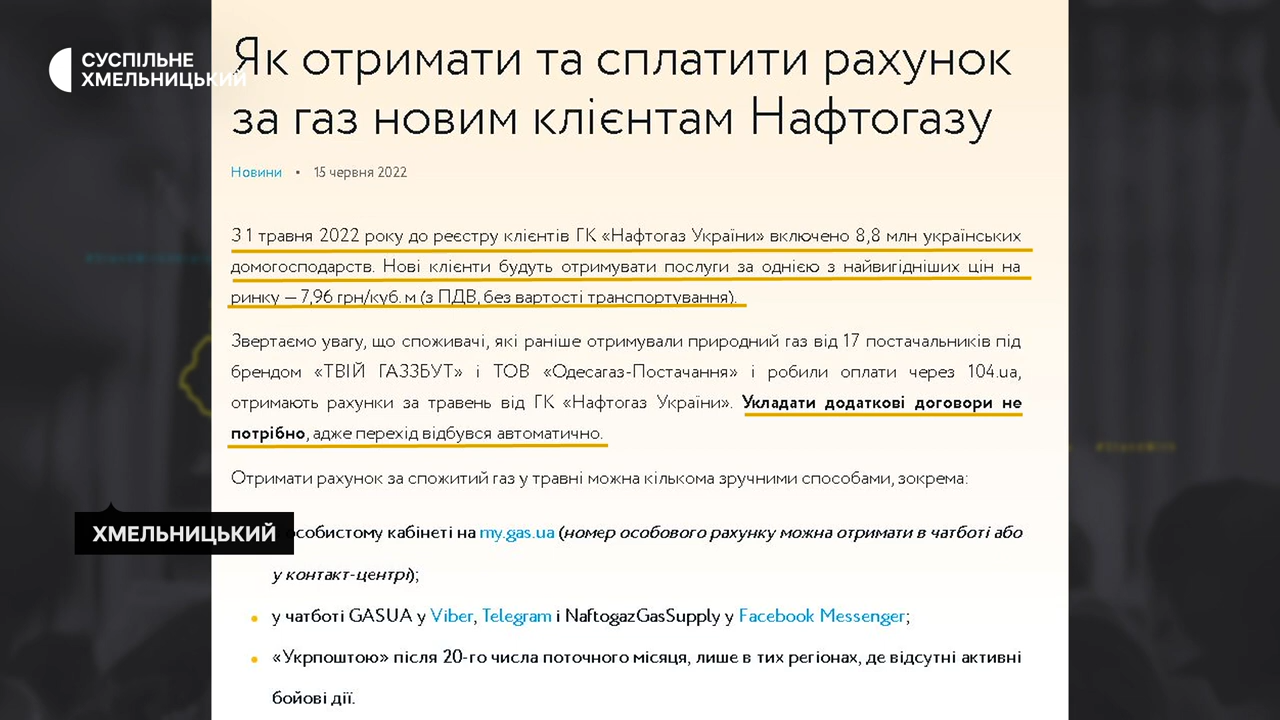 СУСПІЛЬНЕ
ХМЕЛЬНИЦЬКИЙ
Як отримати та сплатити рахунок
за газ новим клієнтам Нафтогазу
Новини • 15 червня 2022
З 1 травня 2022 року до реєстру клієнтів ГК «Нафтогаз України» включено 8,8 млн українських
домогосподарств. Нові клієнти будуть отримувати послуги за однією з найвигідніших цін на
ринку — 7,96 грн/куб. м (з ПДВ, без вартості транспортування).
Звертаємо увагу, що споживачі, які раніше отримували природний газ від 17 постачальників під
брендом «ТВІЙ ГАЗЗБУТ» і ТОВ «Одесагаз-Постачання» і робили оплати через 104.ua,
отримають рахунки за травень від ГК «Нафтогаз України». Укладати додаткові договори не
потрібно, адже перехід відбувся автоматично.
Отримати рахунок за спожитий газ у травні можна кількома зручними способами, зокрема:
ХМЕЛЬНИЦЬКИЙ
особистому кабінеті на my.gas.ua (номер особового рахунку можна отримати в чатботі або
у контакт-центрі);
• у чатботі GASUA у Viber, Telegram і NaftogazGasSupply у Facebook Messenger;
• «Укрпоштою» після 20-го числа поточного місяця, лише в тих регіонах, де відсутні активні
бойові дії.